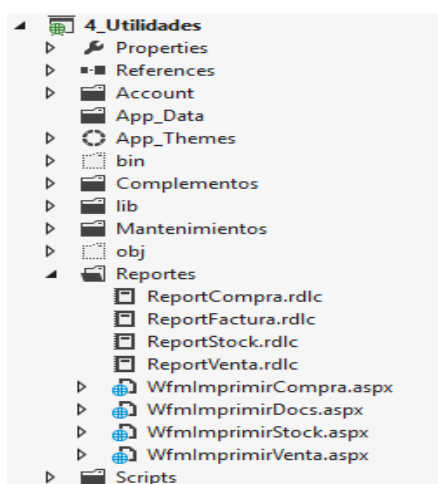 4_Utilidades
Properties
References
Account
App_Data
App_Themes
bin
Complementos
lib
Mantenimientos
obj
Reportes
ReportCompra.rdlc
ReportFactura.rdlc
ReportStock.rdlc
ReportVenta.rdlc
WfmImprimirCompra.aspx
WfmImprimirDocs.aspx
WfmImprimirStock.aspx
WfmImprimirVenta.aspx
Scripts